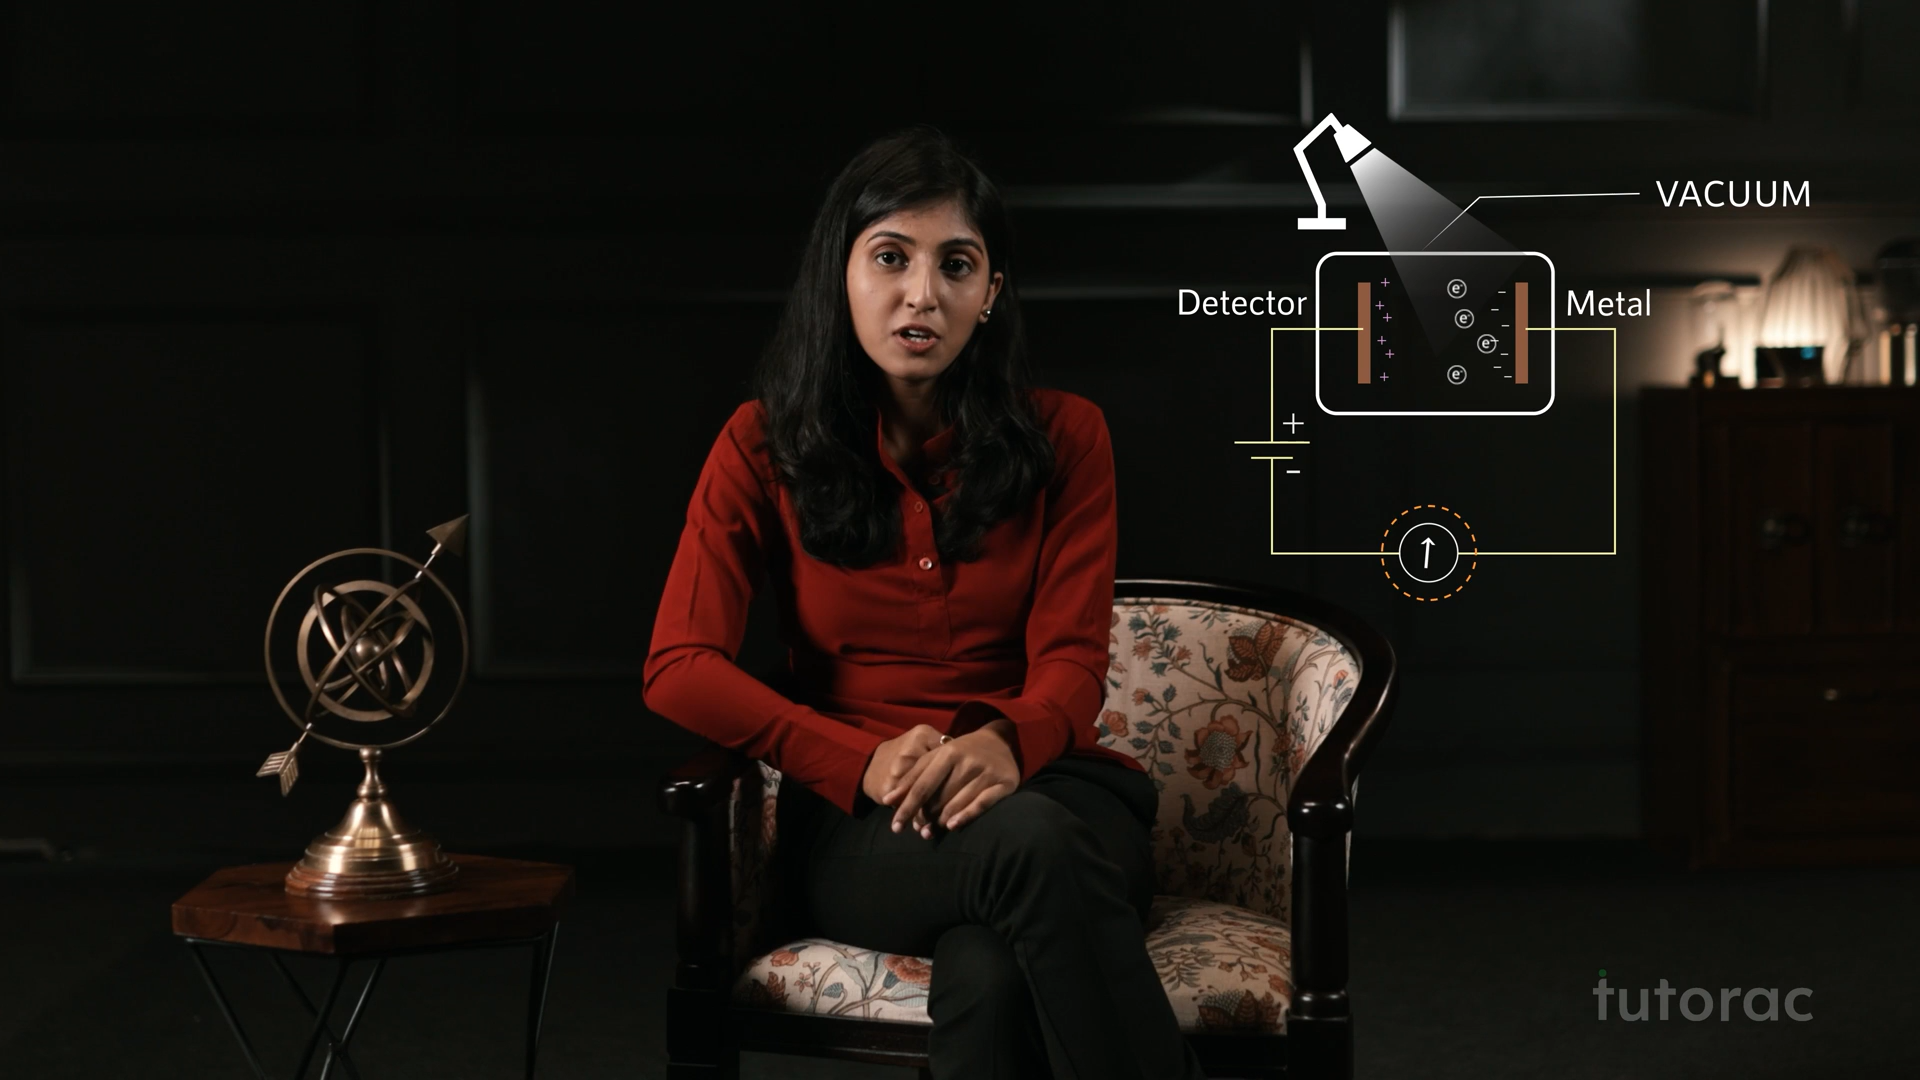 VACUUM
Detector
Metal
+ + + + + +
e⁻ e⁻ e⁻ e⁻
− − − − − − −
+
−
tutorac